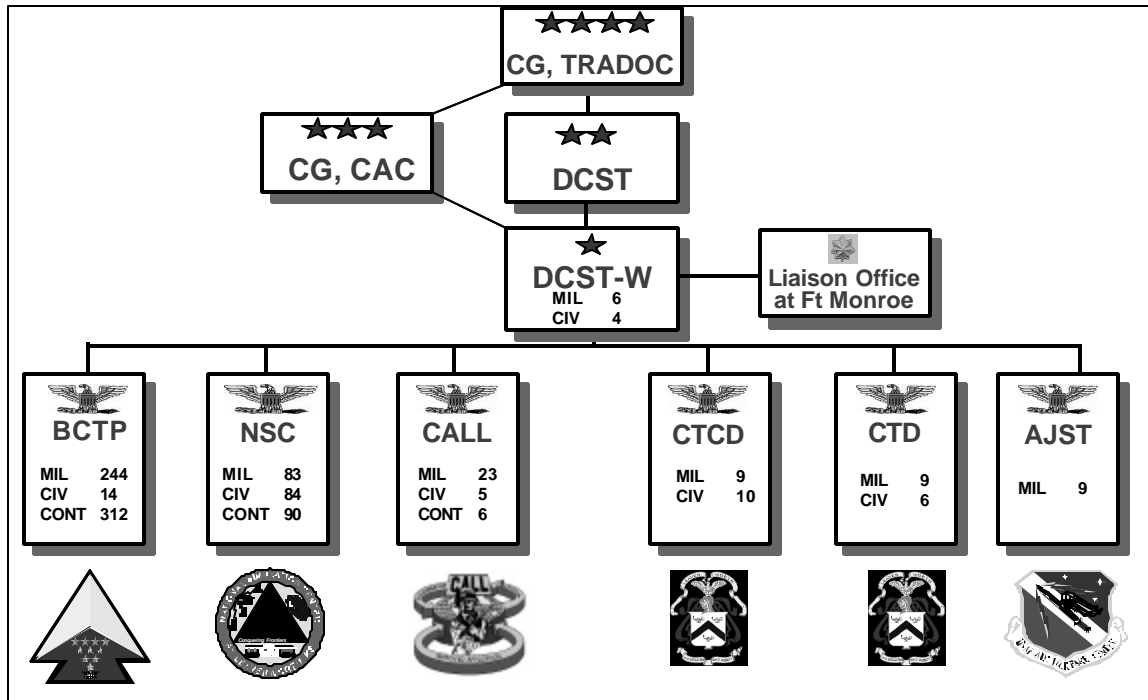 CG, TRADOC
CG, CAC
DCST
DCST-W
MIL 6
CIV 4
Liaison Office
at Ft Monroe
BCTP
MIL 244
CIV 14
CONT 312
NSC
MIL 83
CIV 84
CONT 90
CALL
MIL 23
CIV 5
CONT 6
CTCD
MIL 9
CIV 10
CTD
MIL 9
CIV 6
AJST
MIL 9
Conquering Frontiers
CALL